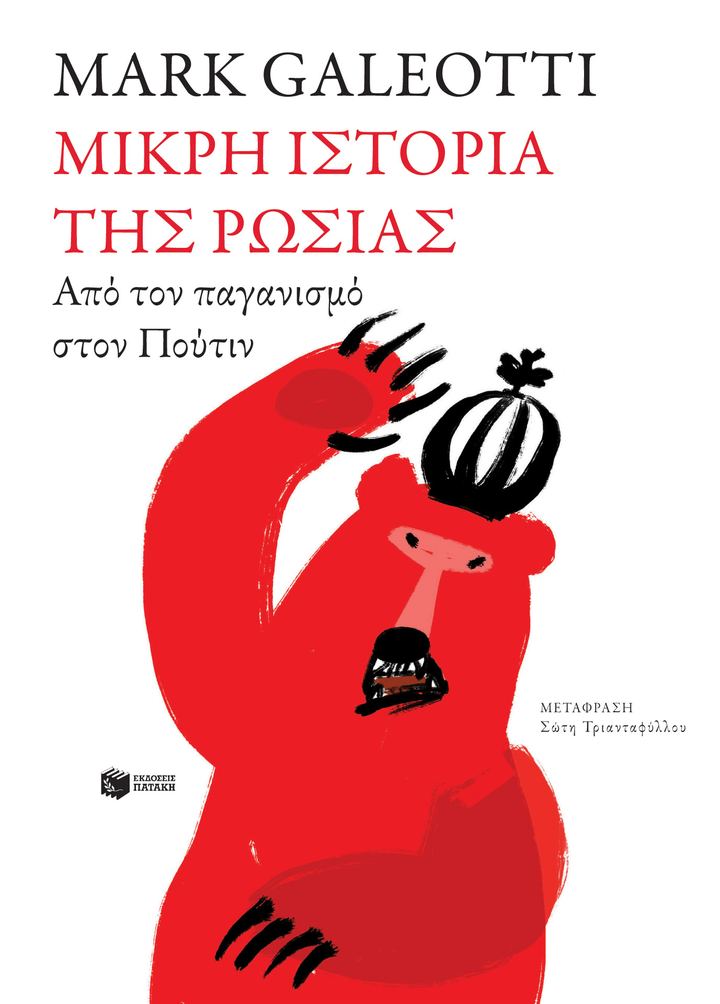 MARK GALEOTTI
ΜΙΚΡΗ ΙΣΤΟΡΙΑ
ΤΗΣ ΡΩΣΙΑΣ
Από τον παγανισμό
στον Πούτιν
ΜΕΤΑΦΡΑΣΗ
Σώτη Τριανταφύλλου
ΕΚΔΟΣΕΙΣ
ΠΑΤΑΚΗ